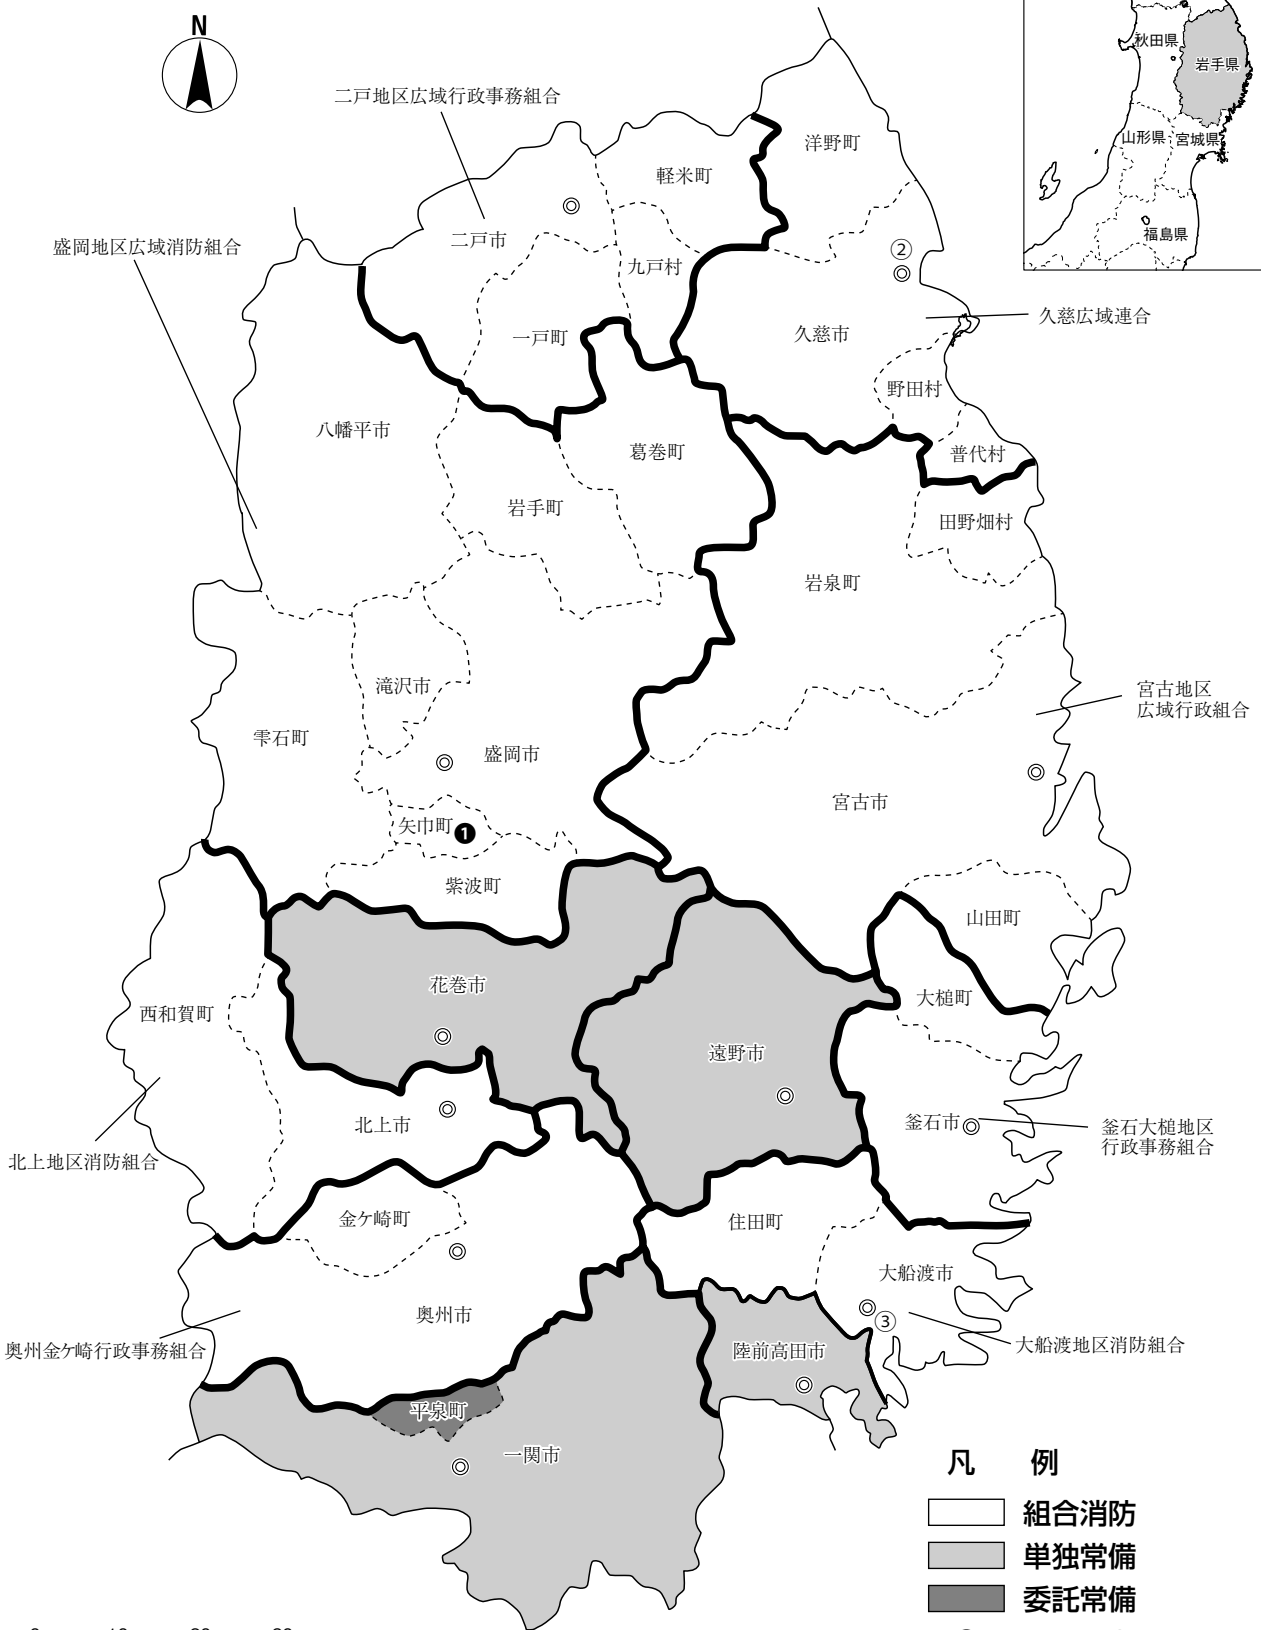 N
秋田県
岩手県
山形県
宮城県
福島県
二戸地区広域行政事務組合
洋野町
軽米町
二戸市
盛岡地区広域消防組合
九戸村
②
久慈広域連合
久慈市
一戸町
野田村
八幡平市
葛巻町
普代村
岩手町
田野畑村
岩泉町
滝沢市
宮古地区
広域行政組合
雫石町
盛岡市
宮古市
矢巾町
❶
紫波町
山田町
花巻市
大槌町
西和賀町
遠野市
北上市
釜石市
釜石大槌地区
行政事務組合
北上地区消防組合
金ケ崎町
住田町
大船渡市
奥州市
③
奥州金ケ崎行政事務組合
陸前高田市
大船渡地区消防組合
平泉町
一関市
凡 例
組合消防
単独常備
委託常備